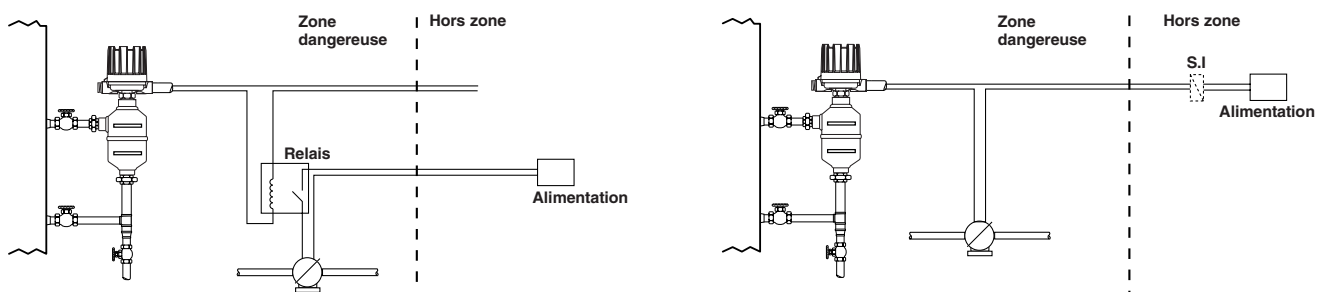 Zone
dangereuse
Hors zone
Relais
Alimentation
Zone
dangereuse
Hors zone
S.I
Alimentation